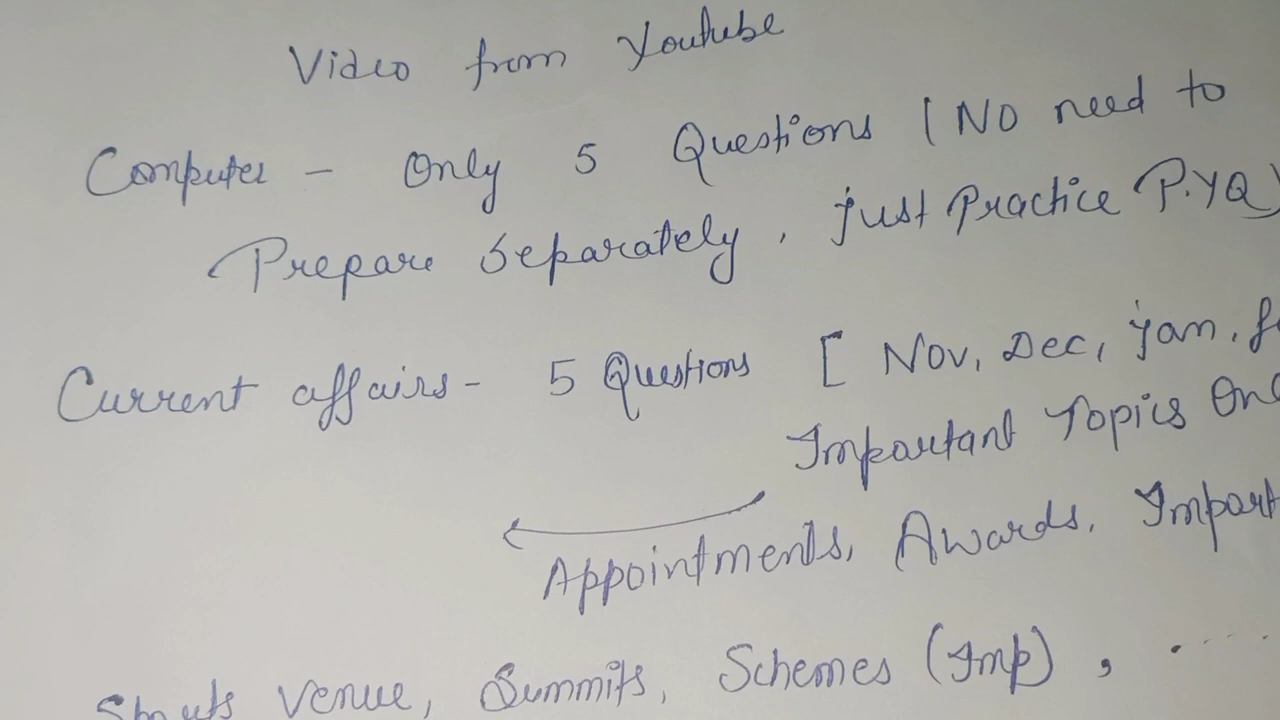 Video from Youtube
Computer - Only 5 Questions (No need to
Prepare Separately, just Practice P.YQ)
Current affairs - 5 Questions [ Nov, Dec, Jan,
Important Topics
Appointments, Awards,
Venue, Summits, Schemes (Imp), .....